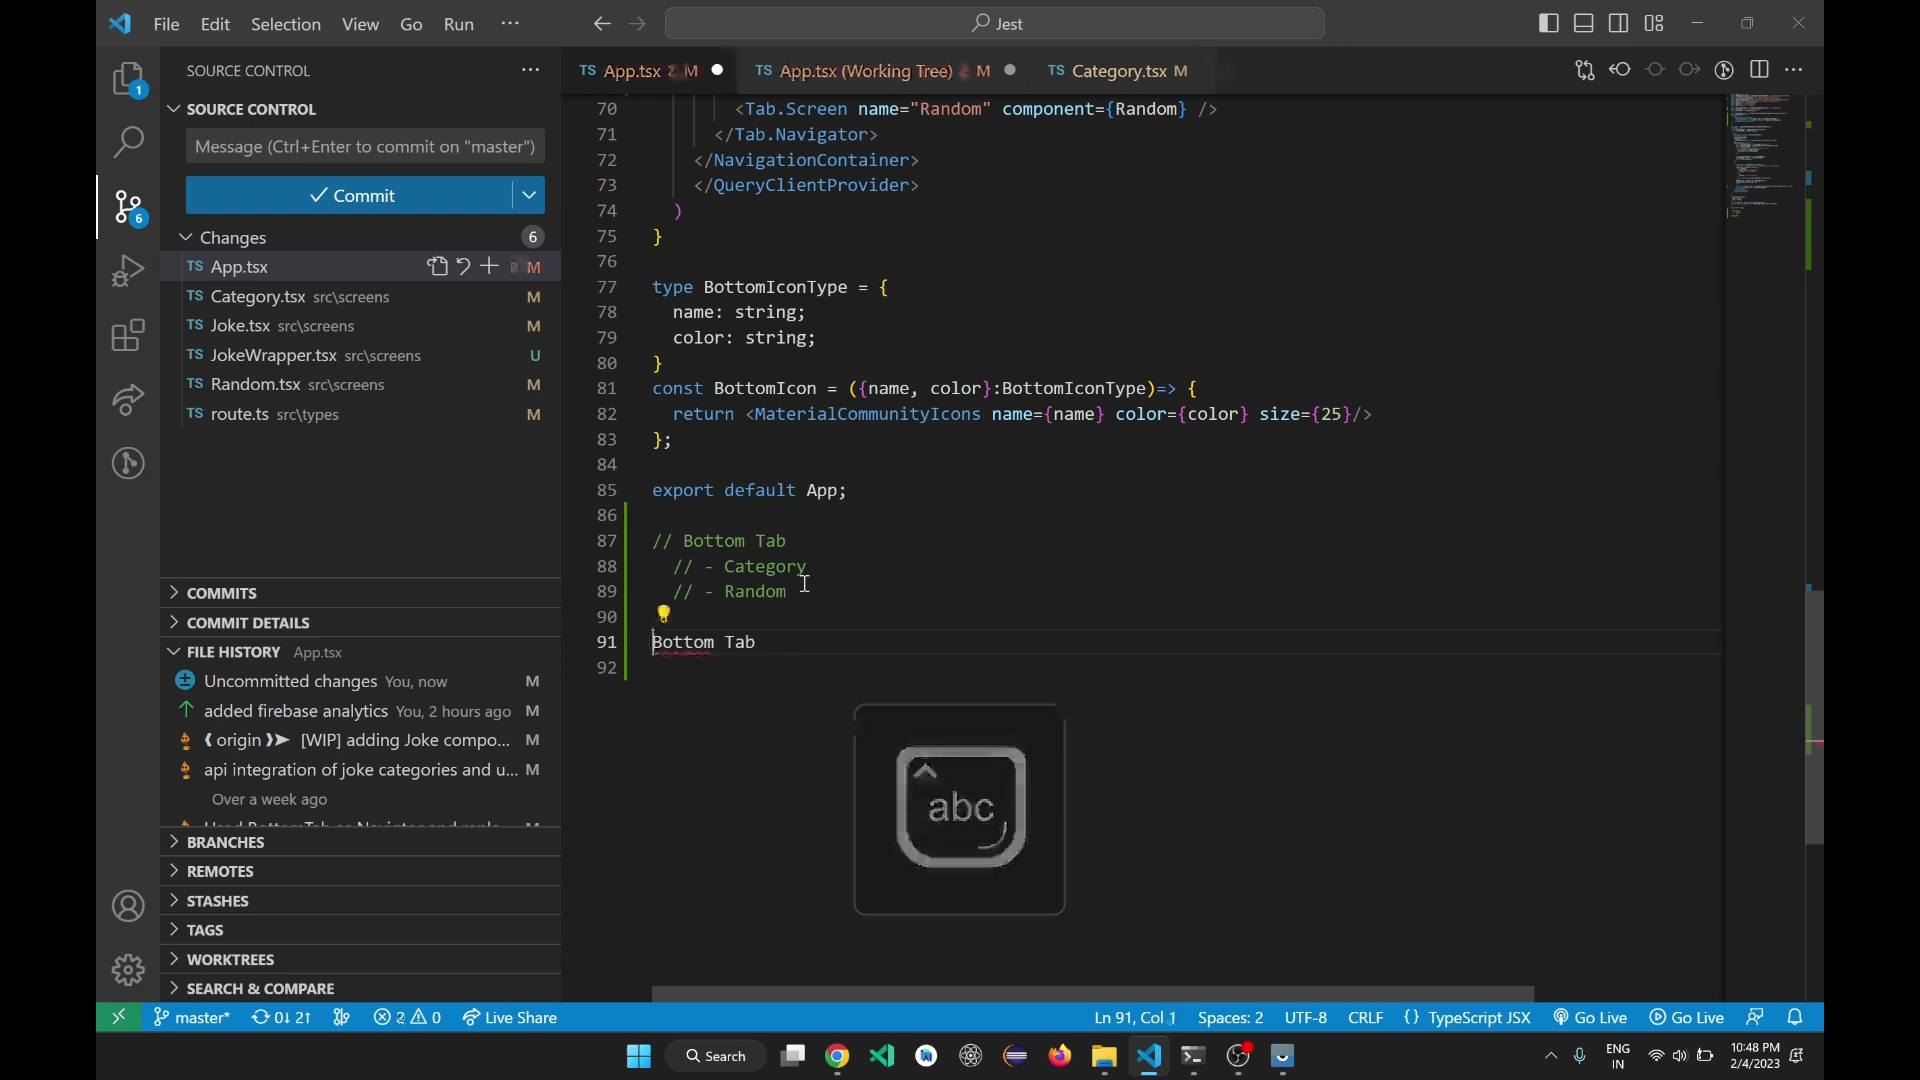 File Edit Selection View Go Run ···
Jest
SOURCE CONTROL
SOURCE CONTROL
Message (Ctrl+Enter to commit on "master")
Commit
Changes 6
TS App.tsx M
TS Category.tsx src\screens M
TS Joke.tsx src\screens M
TS JokeWrapper.tsx src\screens U
TS Random.tsx src\screens M
TS route.ts src\types M
COMMITS
COMMIT DETAILS
FILE HISTORY App.tsx
Uncommitted changes You, now M
added firebase analytics You, 2 hours ago M
origin [WIP] adding Joke compo... M
api integration of joke categories and u... M
Over a week ago
BRANCHES
REMOTES
STASHES
TAGS
WORKTREES
SEARCH & COMPARE
1
6
TS App.tsx 2, M
TS App.tsx (Working Tree) 2 M
TS Category.tsx M
70 <Tab.Screen name="Random" component={Random} />
71 </Tab.Navigator>
72 </NavigationContainer>
73 </QueryClientProvider>
74 )
75 }
76
77 type BottomIconType = {
78 name: string;
79 color: string;
80 }
81 const BottomIcon = ({name, color}:BottomIconType)=> {
82 return <MaterialCommunityIcons name={name} color={color} size={25}/>
83 };
84
85 export default App;
86
87 // Bottom Tab
88 // - Category
89 // - Random
90
91 Bottom Tab
92
abc
master* 0↓ 2↑ 2 0 Live Share
Ln 91, Col 1 Spaces: 2 UTF-8 CRLF {} TypeScript JSX Go Live Go Live
Search
ENG
IN
10:48 PM
2/4/2023